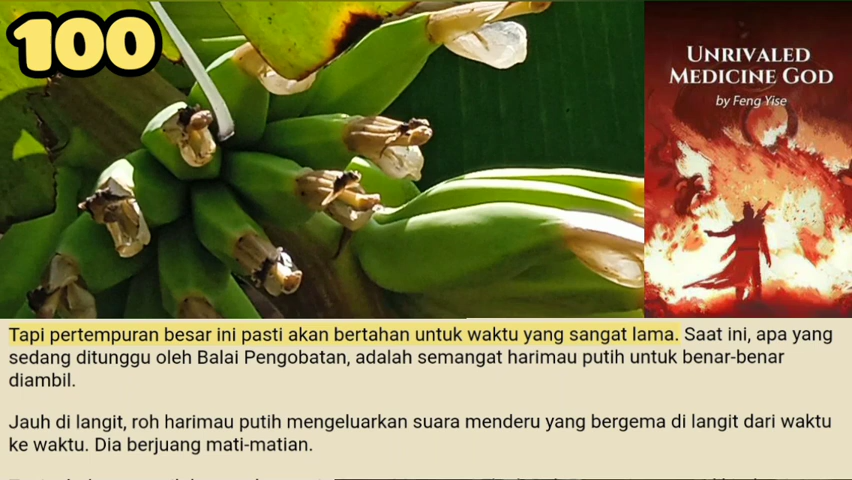 100
UNRIVALED
MEDICINE GOD
by Feng Yise
Tapi pertempuran besar ini pasti akan bertahan untuk waktu yang sangat lama. Saat ini, apa yang
sedang ditunggu oleh Balai Pengobatan, adalah semangat harimau putih untuk benar-benar
diambil.
Jauh di langit, roh harimau putih mengeluarkan suara menderu yang bergema di langit dari waktu
ke waktu. Dia berjuang mati-matian.